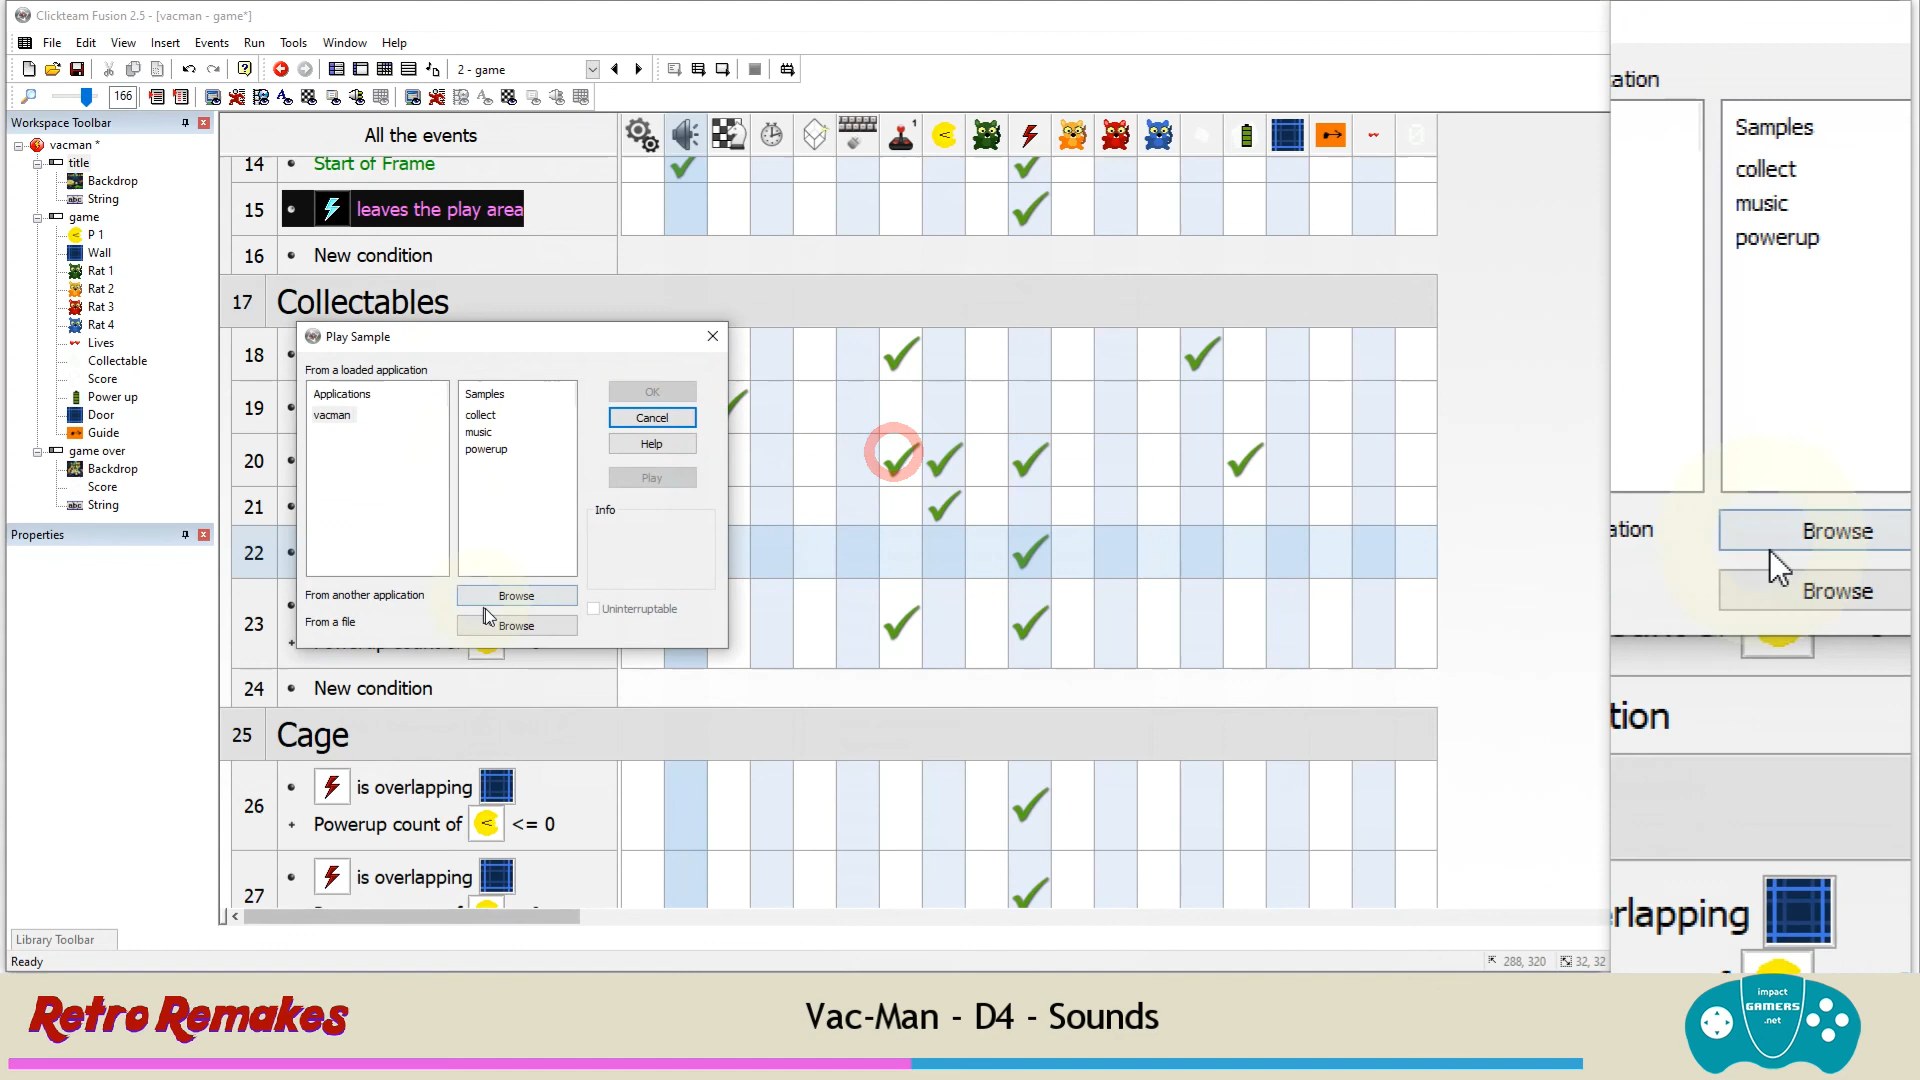 Clickteam Fusion 2.5 - [vacman - game*]
File Edit View Insert Events Run Tools Window Help
2 - game
166
Workspace Toolbar
vacman *
title
Backdrop
String
game
P 1
Wall
Rat 1
Rat 2
Rat 3
Rat 4
Lives
Collectable
Score
Power up
Door
Guide
game over
Backdrop
Score
String
Properties
Library Toolbar
Ready
All the events
1
14 Start of Frame
15 leaves the play area
16 New condition
17 Collectables
18
19
20
21
22
23
24 New condition
25 Cage
26 is overlapping
+ Powerup count of <= 0
27 is overlapping
Play Sample
From a loaded application
Applications
vacman
Samples
collect
music
powerup
OK
Cancel
Help
Play
Info
From another application Browse
Uninterruptable
From a file Browse
288, 320 32, 32
ation
Samples
collect
music
powerup
ation Browse
Browse
tion
rlapping
Retro Remakes
Vac-Man - D4 - Sounds
impact
GAMERS
.net